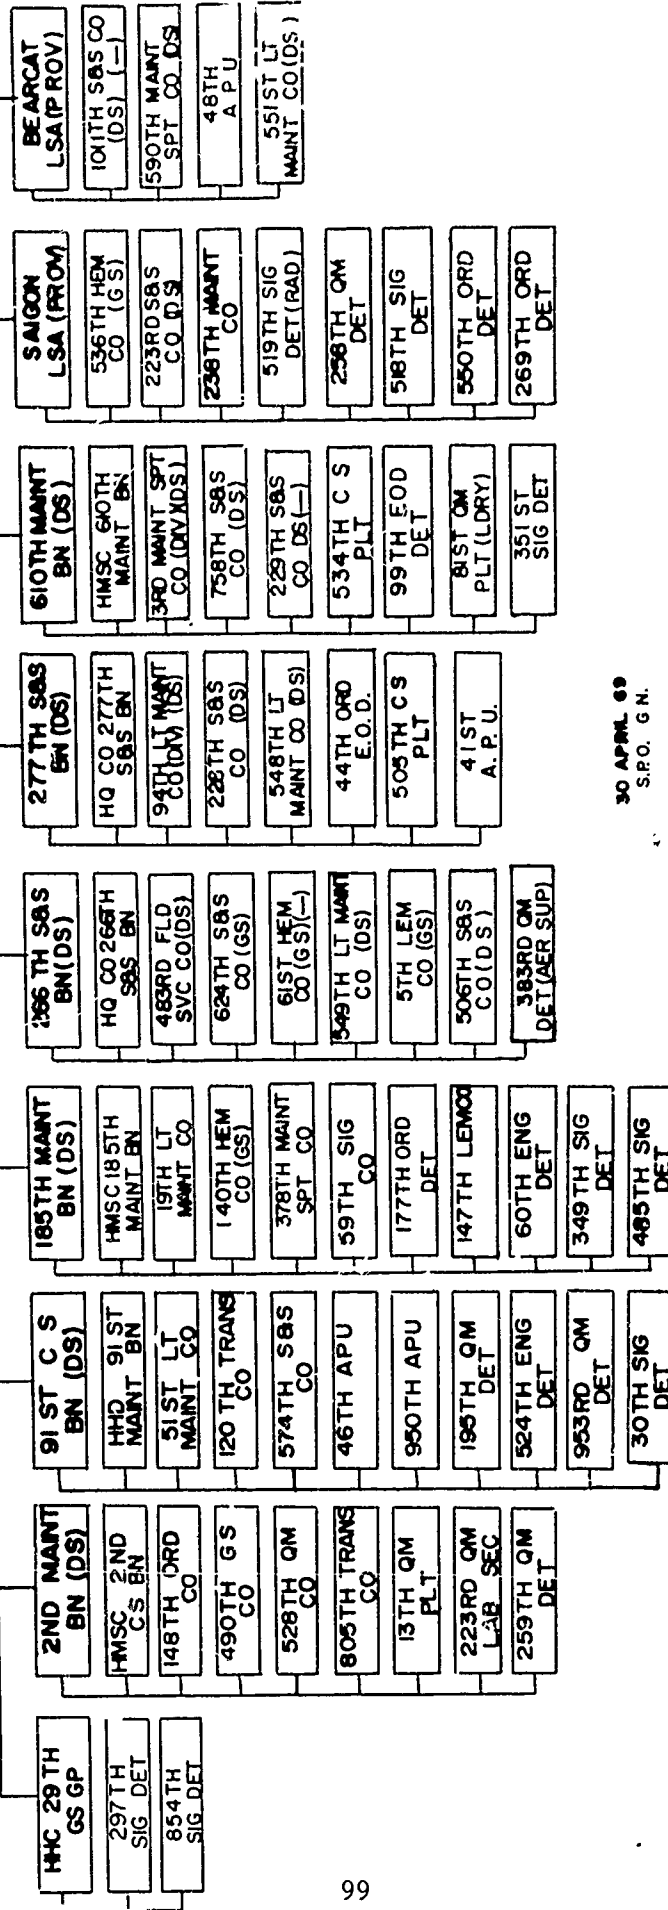 HHC 29TH
GS GP
297TH
SIG DET
854TH
SIG DET
2ND MAINT
BN (DS)
HMSC 2ND
CS BN
148TH ORD
CO
490TH GS
CO
528TH QM
CO
805TH TRANS
CO
13TH QM
PLT
223RD QM
LAB SEC
259TH QM
DET
91ST C S
BN (DS)
HHD 91ST
MAINT BN
51ST LT
MAINT CO
120TH TRANS
CO
574TH S&S
CO
46TH APU
950TH APU
195TH QM
DET
524TH ENG
DET
953RD QM
DET
30TH SIG
DET
185TH MAINT
BN (DS)
HMSC 185TH
MAINT BN
19TH LT
MAINT CO
140TH HEM
CO (GS)
378TH MAINT
SPT CO
59TH SIG
CO
177TH ORD
DET
147TH LEMCO
60TH ENG
DET
349TH SIG
DET
485TH SIG
DET
266TH S&S
BN (DS)
HQ CO 266TH
S&S BN
483RD FLD
SVC CO (DS)
624TH S&S
CO (GS)
61ST HEM
CO (GS) (—)
549TH LT MAINT
CO (DS)
5TH LEM
CO (GS)
506TH S&S
CO (DS)
383RD QM
DET (AER SUP)
277TH S&S
BN (DS)
HQ CO 277TH
S&S BN
94TH LT MAINT
CO (DIV) (DS)
228TH S&S
CO (DS)
548TH LT
MAINT CO (DS)
44TH ORD
E.O.D.
505TH C S
PLT
41ST
A.P.U.
610TH MAINT
BN (DS)
HMSC 610TH
MAINT BN
3RD MAINT SPT
CO (DIV)(DS)
758TH S&S
CO (DS)
229TH S&S
CO DS (—)
534TH C S
PLT
99TH EOD
DET
81ST QM
PLT (LDRY)
351ST
SIG DET
SAIGON
LSA (PROV)
536TH HEM
CO (GS)
223RD S&S
CO (DS)
238TH MAINT
CO
519TH SIG
DET (RAD)
258TH QM
DET
518TH SIG
DET
550TH ORD
DET
269TH ORD
DET
BEARCAT
LSA (PROV)
1011TH S&S CO
(DS) (—)
590TH MAINT
SPT CO (DS)
48TH
A P U
551ST LT
MAINT CO (DS)
30 APRIL 69
S.P.O. G N.
99